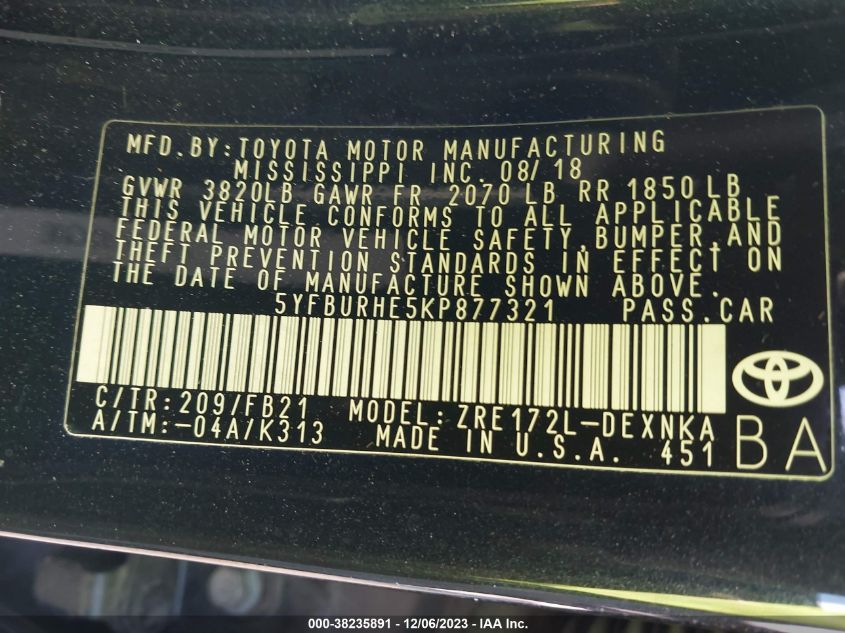 MFD.BY:TOYOTA MOTOR MANUFACTURING
MISSISSIPPI INC. 08/18
GVWR 3820LB GAWR FR 2070 LB RR 1850 LB
THIS VEHICLE CONFORMS TO ALL APPLICABLE
FEDERAL MOTOR VEHICLE SAFETY,BUMPER,AND
THEFT PREVENTION STANDARDS IN EFFECT ON
THE DATE OF MANUFACTURE SHOWN ABOVE.
5YFBURHE5KP877321 PASS.CAR
C/TR:209/FB21 MODEL:ZRE172L-DEXNKA
A/TM:-04A/K313 MADE IN U.S.A. 451 BA
000-38235891 - 12/06/2023 - IAA Inc.